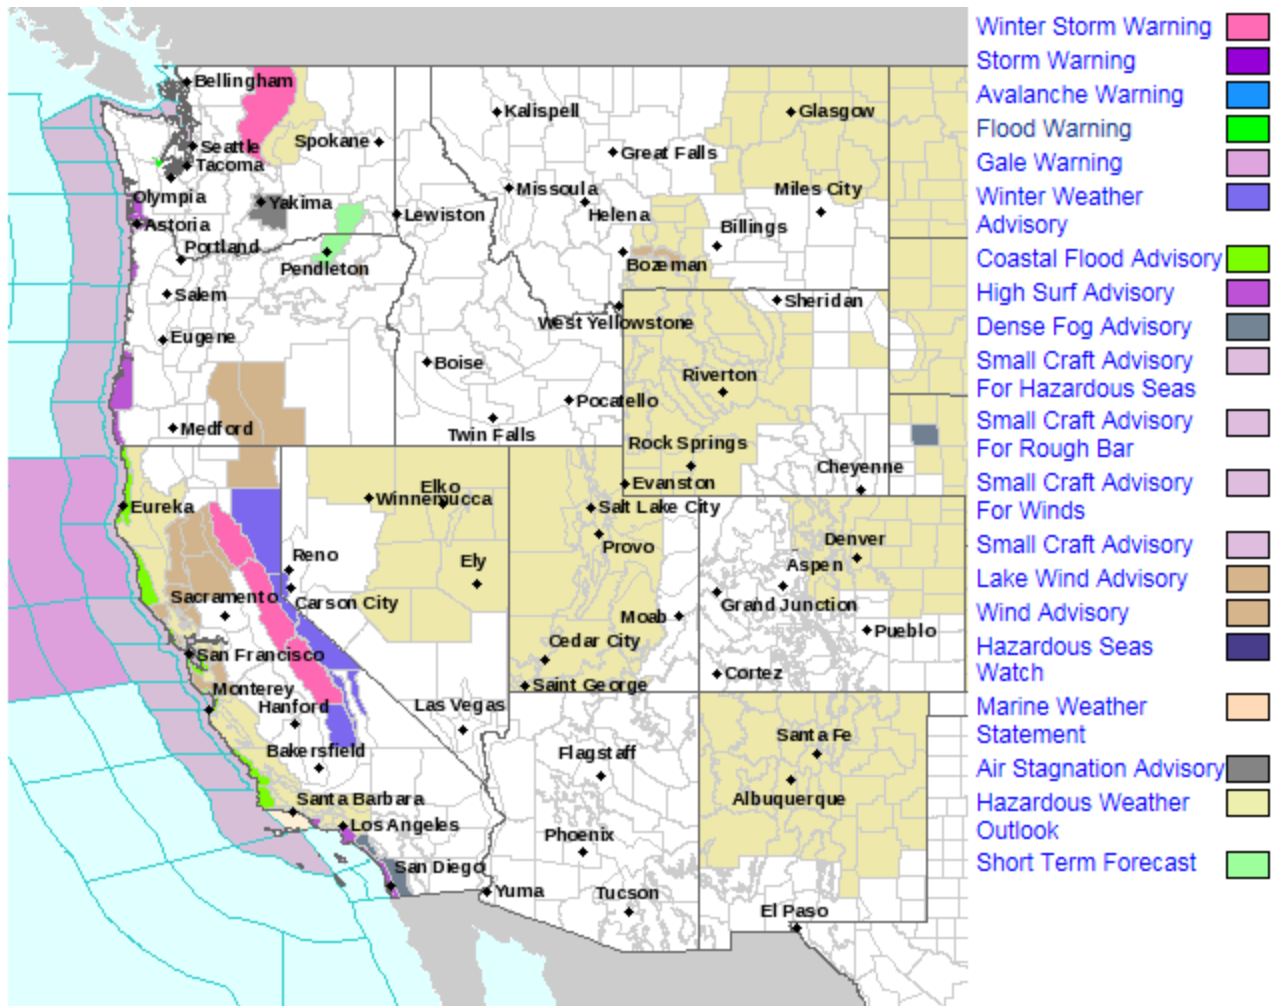 Bellingham
Seattle
Tacoma
Spokane
Olympia
Yakima
Astoria
Lewiston
Portland
Pendleton
Salem
Eugene
Medford
Kalispell
Great Falls
Glasgow
Missoula
Helena
Miles City
Billings
Bozeman
West Yellowstone
Sheridan
Boise
Pocatello
Twin Falls
Riverton
Rock Springs
Cheyenne
Evanston
Eureka
Elko
Winnemucca
Salt Lake City
Provo
Reno
Ely
Denver
Aspen
Sacramento
Carson City
Grand Junction
Moab
Pueblo
San Francisco
Cedar City
Saint George
Cortez
Monterey
Hanford
Las Vegas
Bakersfield
Flagstaff
Santa Fe
Albuquerque
Santa Barbara
Los Angeles
Phoenix
San Diego
Yuma
Tucson
El Paso
Winter Storm Warning
Storm Warning
Avalanche Warning
Flood Warning
Gale Warning
Winter Weather
Advisory
Coastal Flood Advisory
High Surf Advisory
Dense Fog Advisory
Small Craft Advisory
For Hazardous Seas
Small Craft Advisory
For Rough Bar
Small Craft Advisory
For Winds
Small Craft Advisory
Lake Wind Advisory
Wind Advisory
Hazardous Seas
Watch
Marine Weather
Statement
Air Stagnation Advisory
Hazardous Weather
Outlook
Short Term Forecast